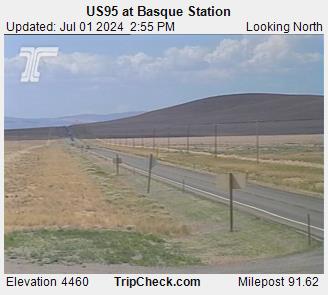 US95 at Basque Station
Updated: Jul 01 2024 2:55 PM Looking North
Elevation 4460 TripCheck.com Milepost 91.62